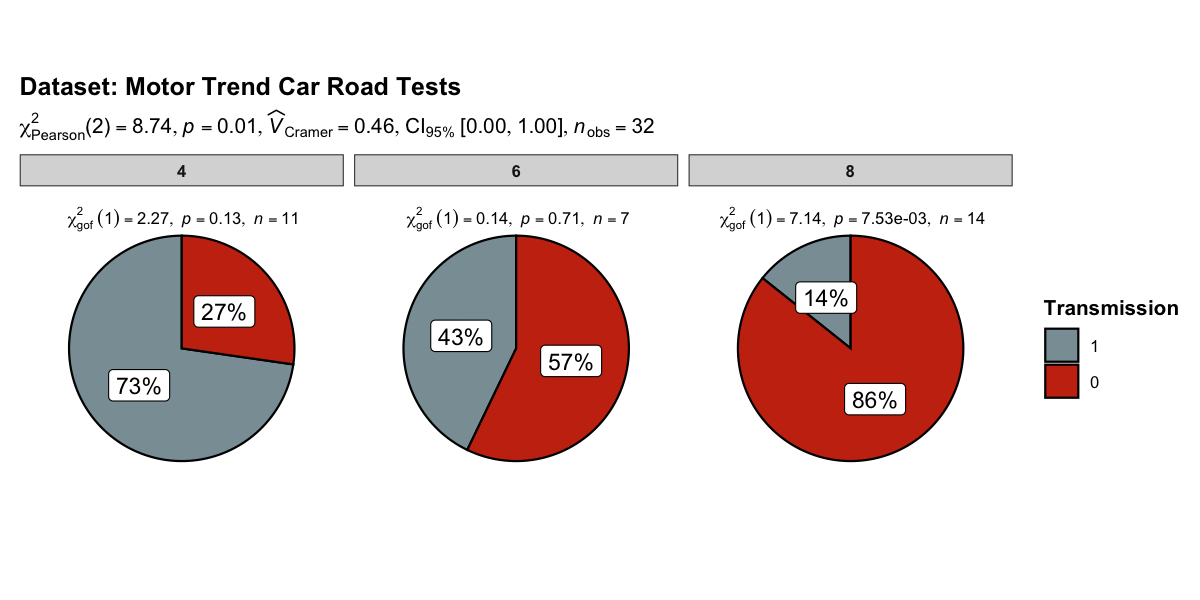 Dataset: Motor Trend Car Road Tests
χ²Pearson(2) = 8.74, p = 0.01, V̂Cramer = 0.46, CI95% [0.00, 1.00], nobs = 32
4
6
8
χ²gof (1) = 2.27, p = 0.13, n = 11
χ²gof (1) = 0.14, p = 0.71, n = 7
χ²gof (1) = 7.14, p = 7.53e-03, n = 14
27%
73%
43%
57%
14%
86%
Transmission
1
0